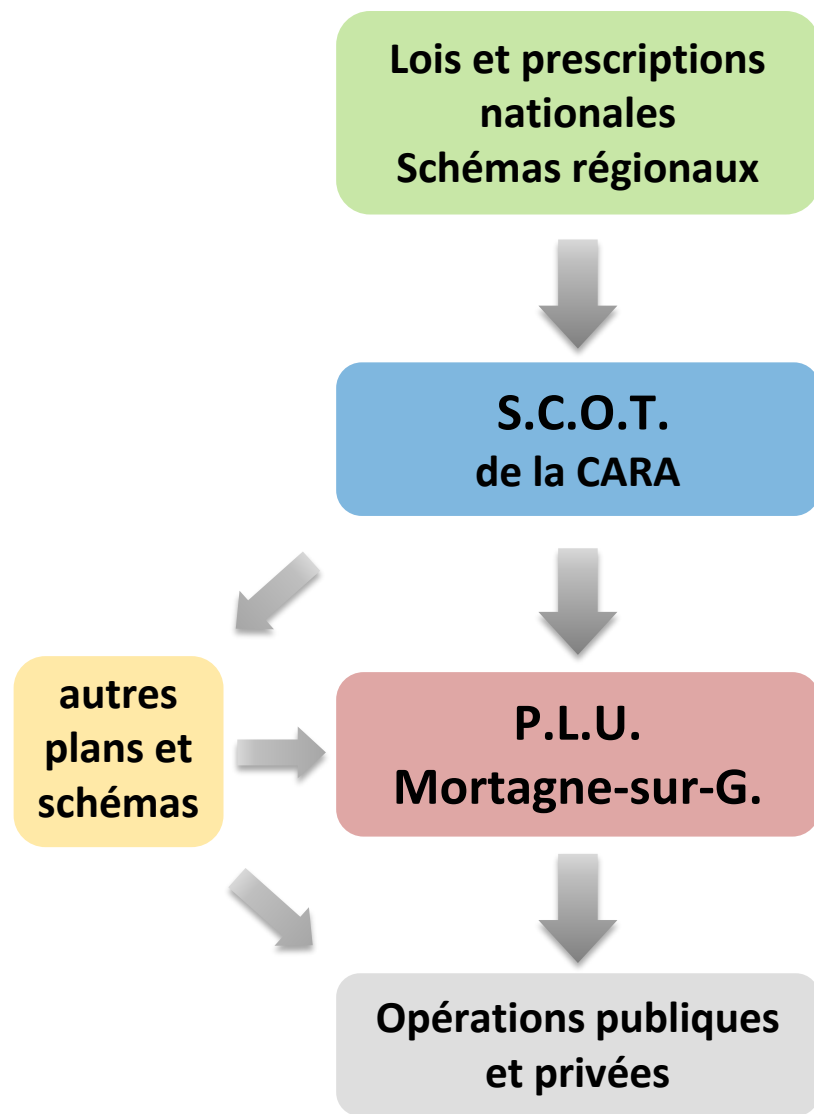 Lois et prescriptions
nationales
Schémas régionaux
S.C.O.T.
de la CARA
autres
plans et
schémas
P.L.U.
Mortagne-sur-G.
Opérations publiques
et privées